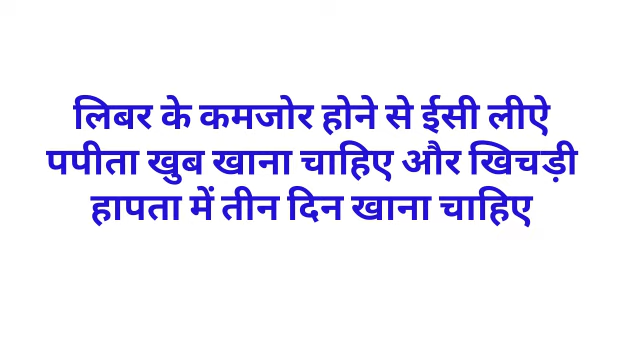 लिबर के कमजोर होने से ईसी लीऐ
पपीता खुब खाना चाहिए और खिचड़ी
हापता में तीन दिन खाना चाहिए